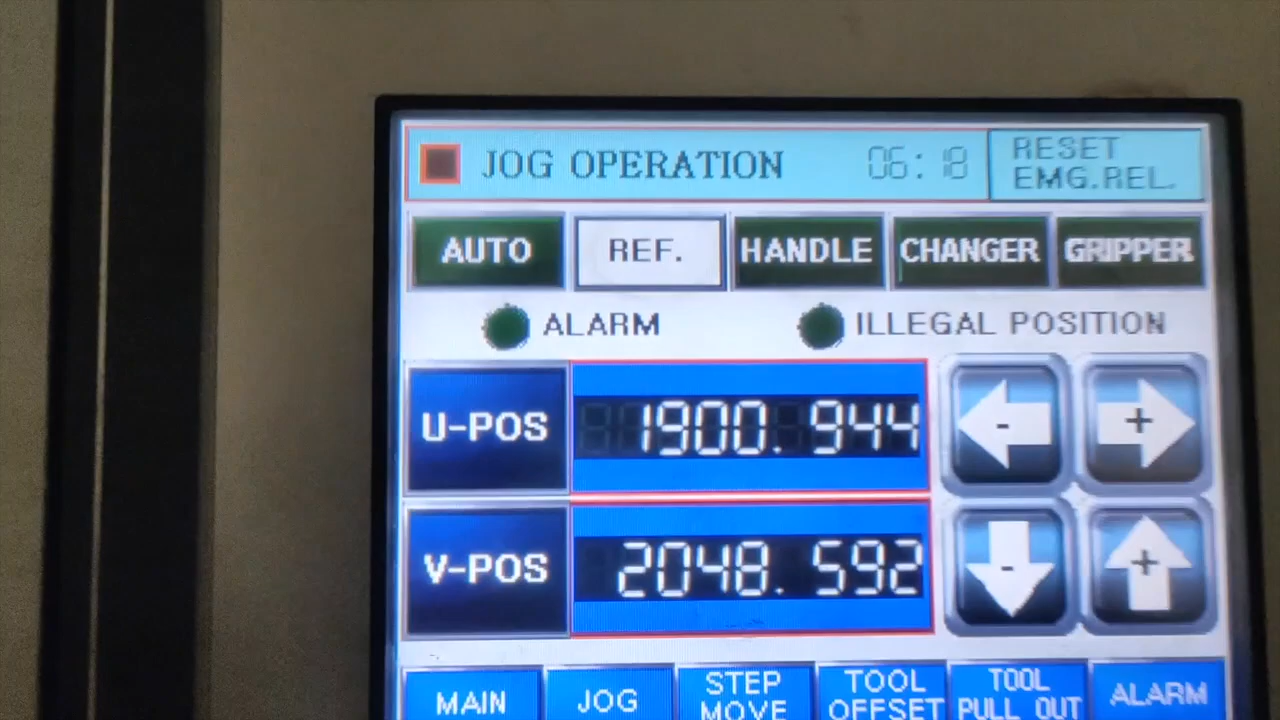 JOG OPERATION 06:18 RESET
EMG.REL.
AUTO REF. HANDLE CHANGER GRIPPER
ALARM ILLEGAL POSITION
U-POS 1900.944 - +
V-POS 2048.592 - +
MAIN JOG STEP MOVE TOOL OFFSET TOOL PULL OUT ALARM